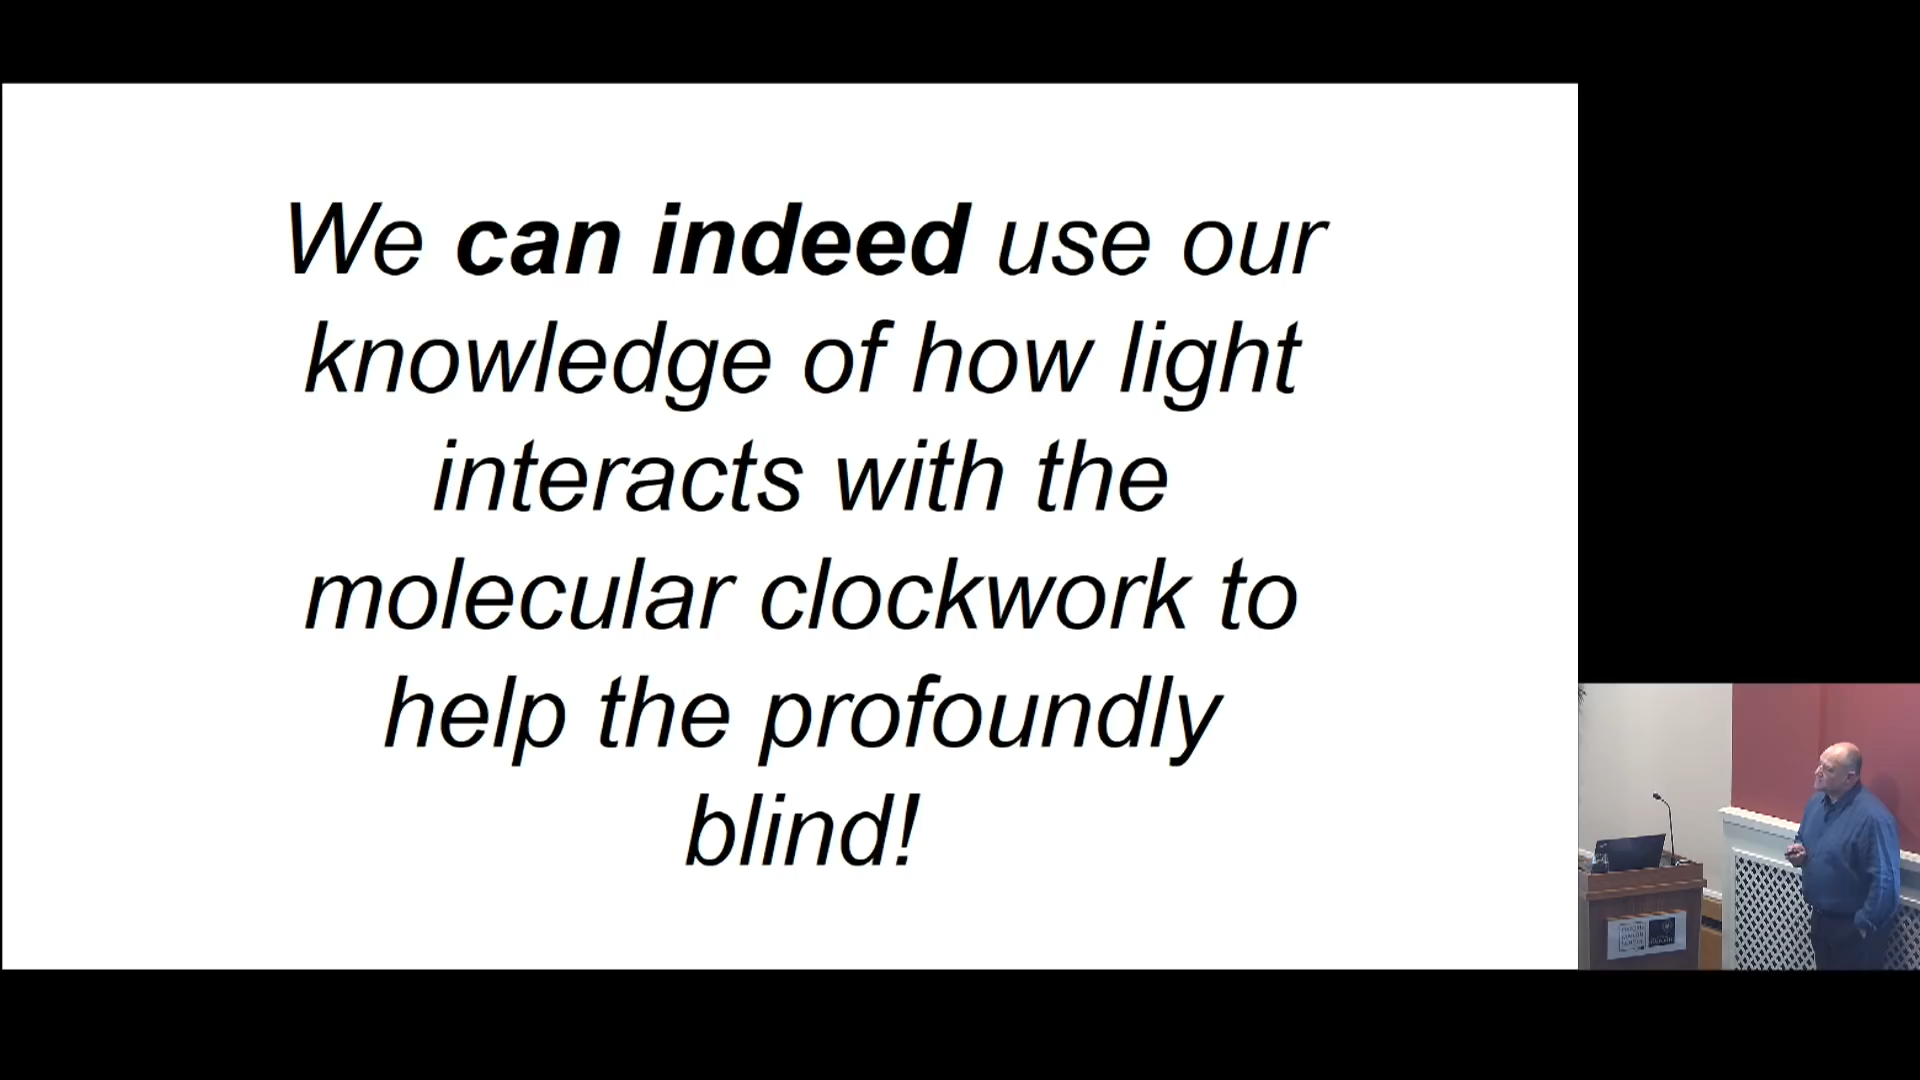 We can indeed use our
knowledge of how light
interacts with the
molecular clockwork to
help the profoundly
blind!